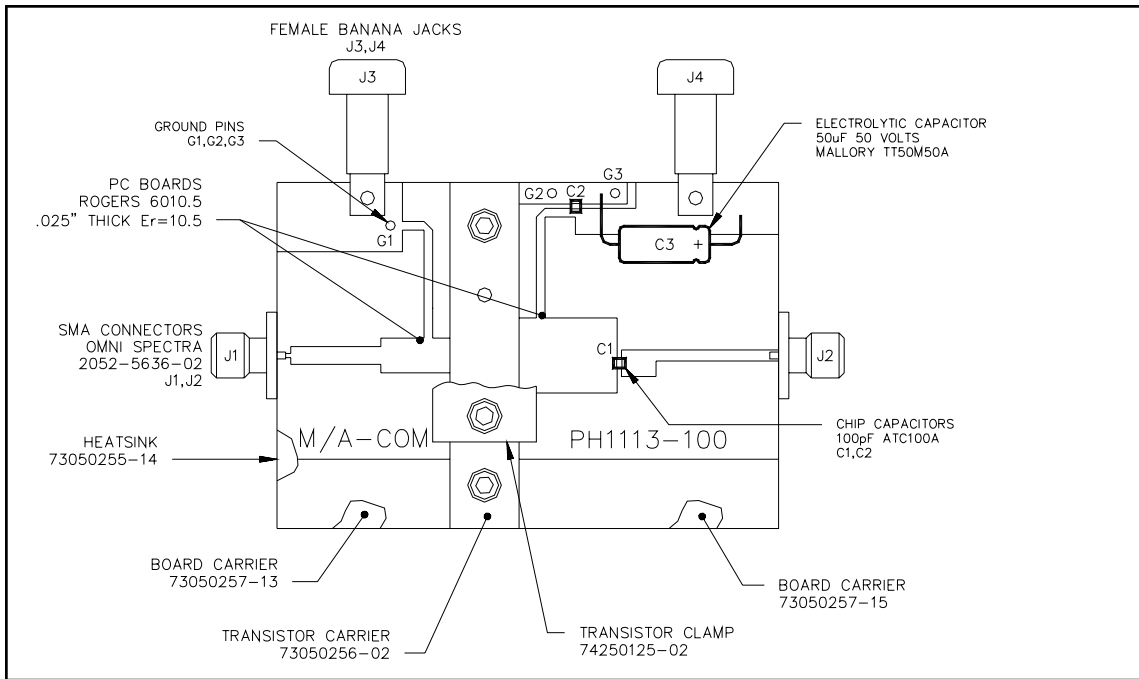 FEMALE BANANA JACKS
J3,J4
J3
J4
GROUND PINS
G1,G2,G3
ELECTROLYTIC CAPACITOR
50uF 50 VOLTS
MALLORY TT50M50A
PC BOARDS
ROGERS 6010.5
.025" THICK Er=10.5
G1
G2
C2
G3
C3 +
SMA CONNECTORS
OMNI SPECTRA
2052-5636-02
J1,J2
J1
C1
J2
HEATSINK
73050255-14
M/A-COM
PH1113-100
CHIP CAPACITORS
100pF ATC100A
C1,C2
BOARD CARRIER
73050257-13
BOARD CARRIER
73050257-15
TRANSISTOR CARRIER
73050256-02
TRANSISTOR CLAMP
74250125-02